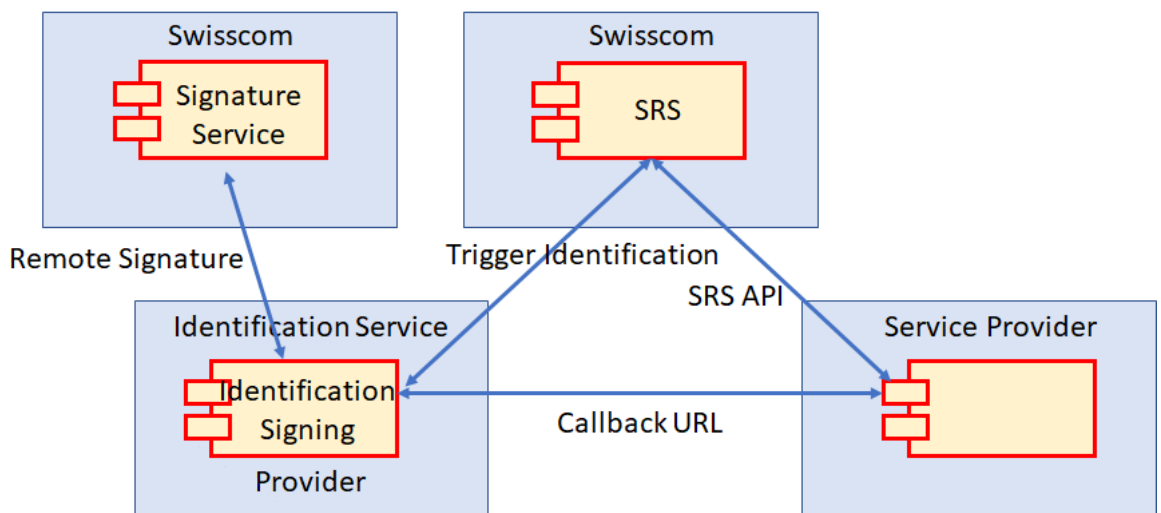 Swisscom
Signature
Service
Swisscom
SRS
Remote Signature
Trigger Identification
SRS API
Identification Service
Identification
Signing
Provider
Callback URL
Service Provider